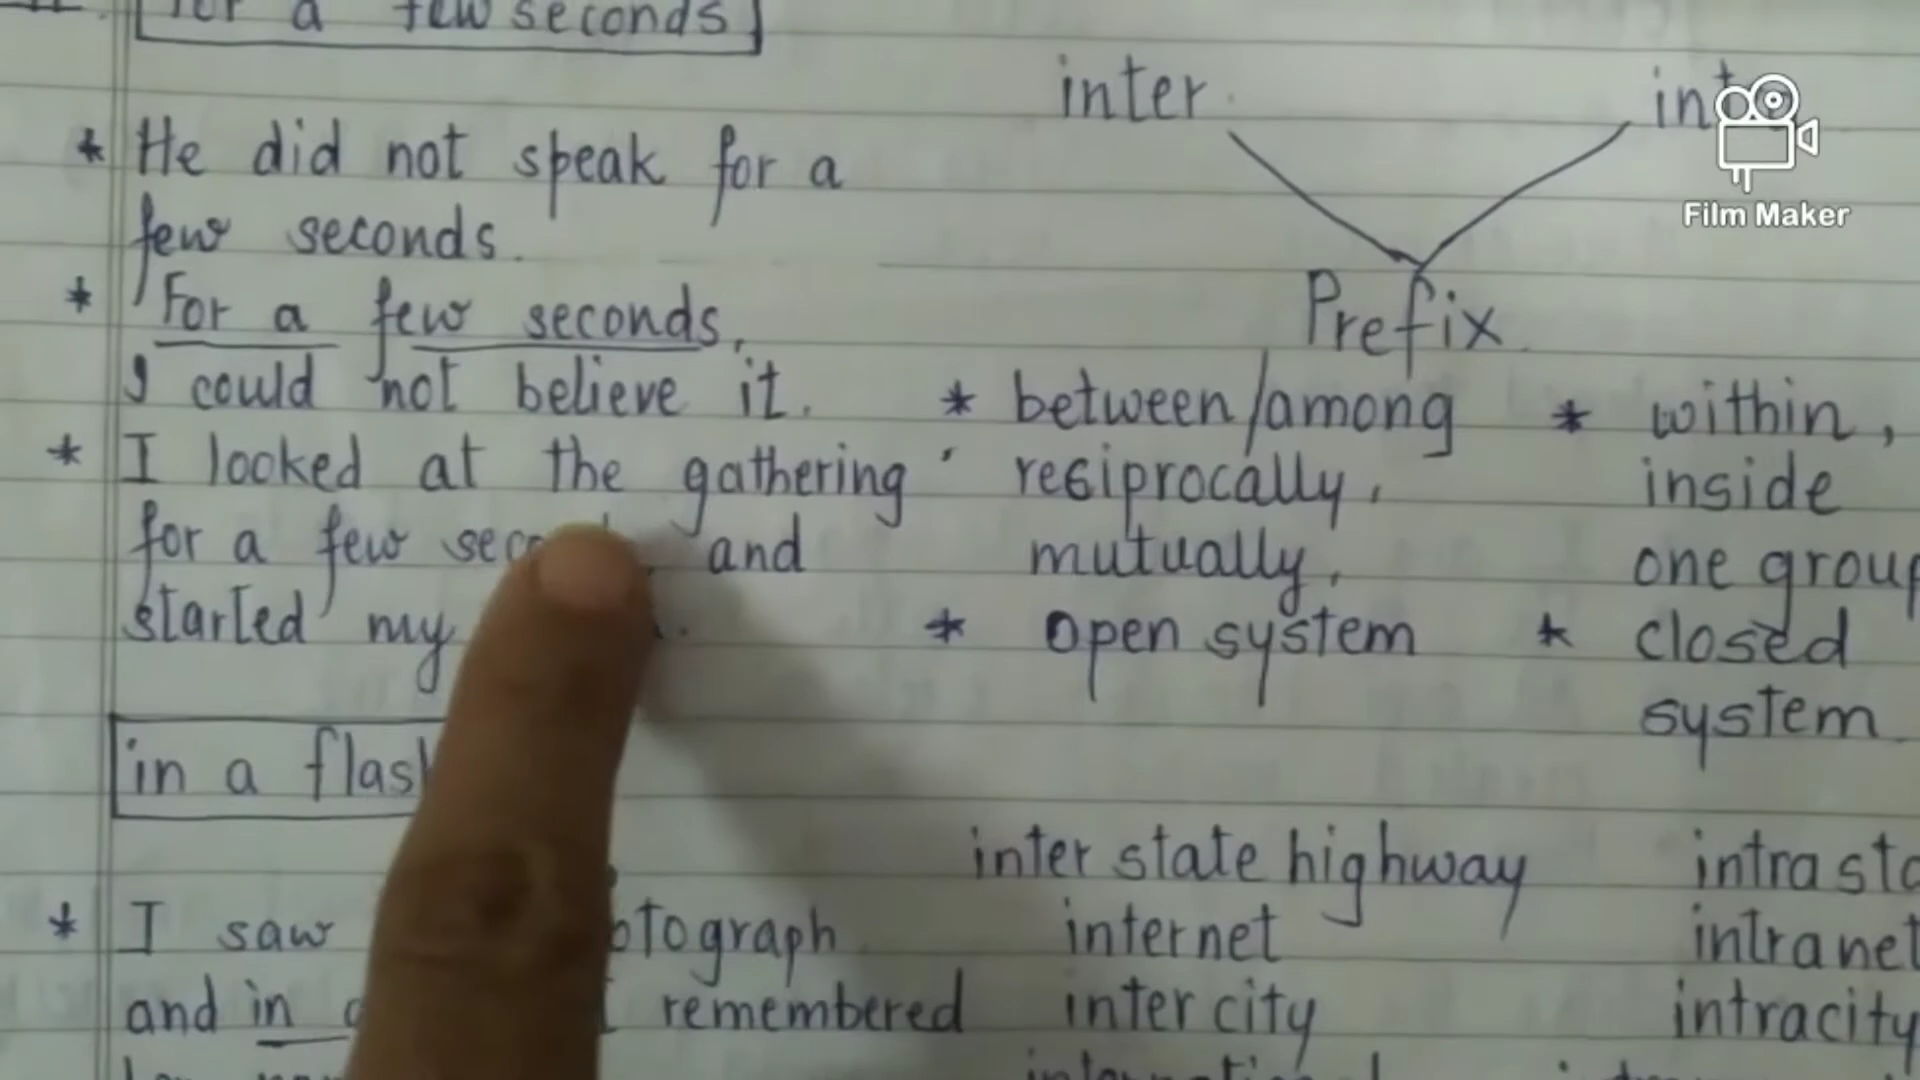 for a few seconds
* He did not speak for a
few seconds.
* For a few seconds,
I could not believe it.
* I looked at the gathering
for a few and
started my
in a
* I saw
and in remembered
inter
Prefix
* between/among
reciprocally,
mutually,
* open system
* within,
inside
one group
* closed
system
inter state highway
internet
inter city
intra
intranet
intracity
Film Maker